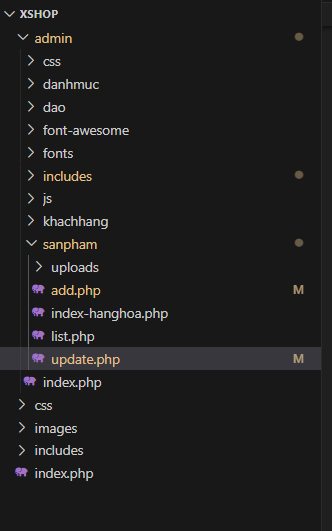 XSHOP
admin
css
danhmuc
dao
font-awesome
fonts
includes
js
khachhang
sanpham
uploads
add.php M
index-hanghoa.php
list.php
update.php M
index.php
css
images
includes
index.php